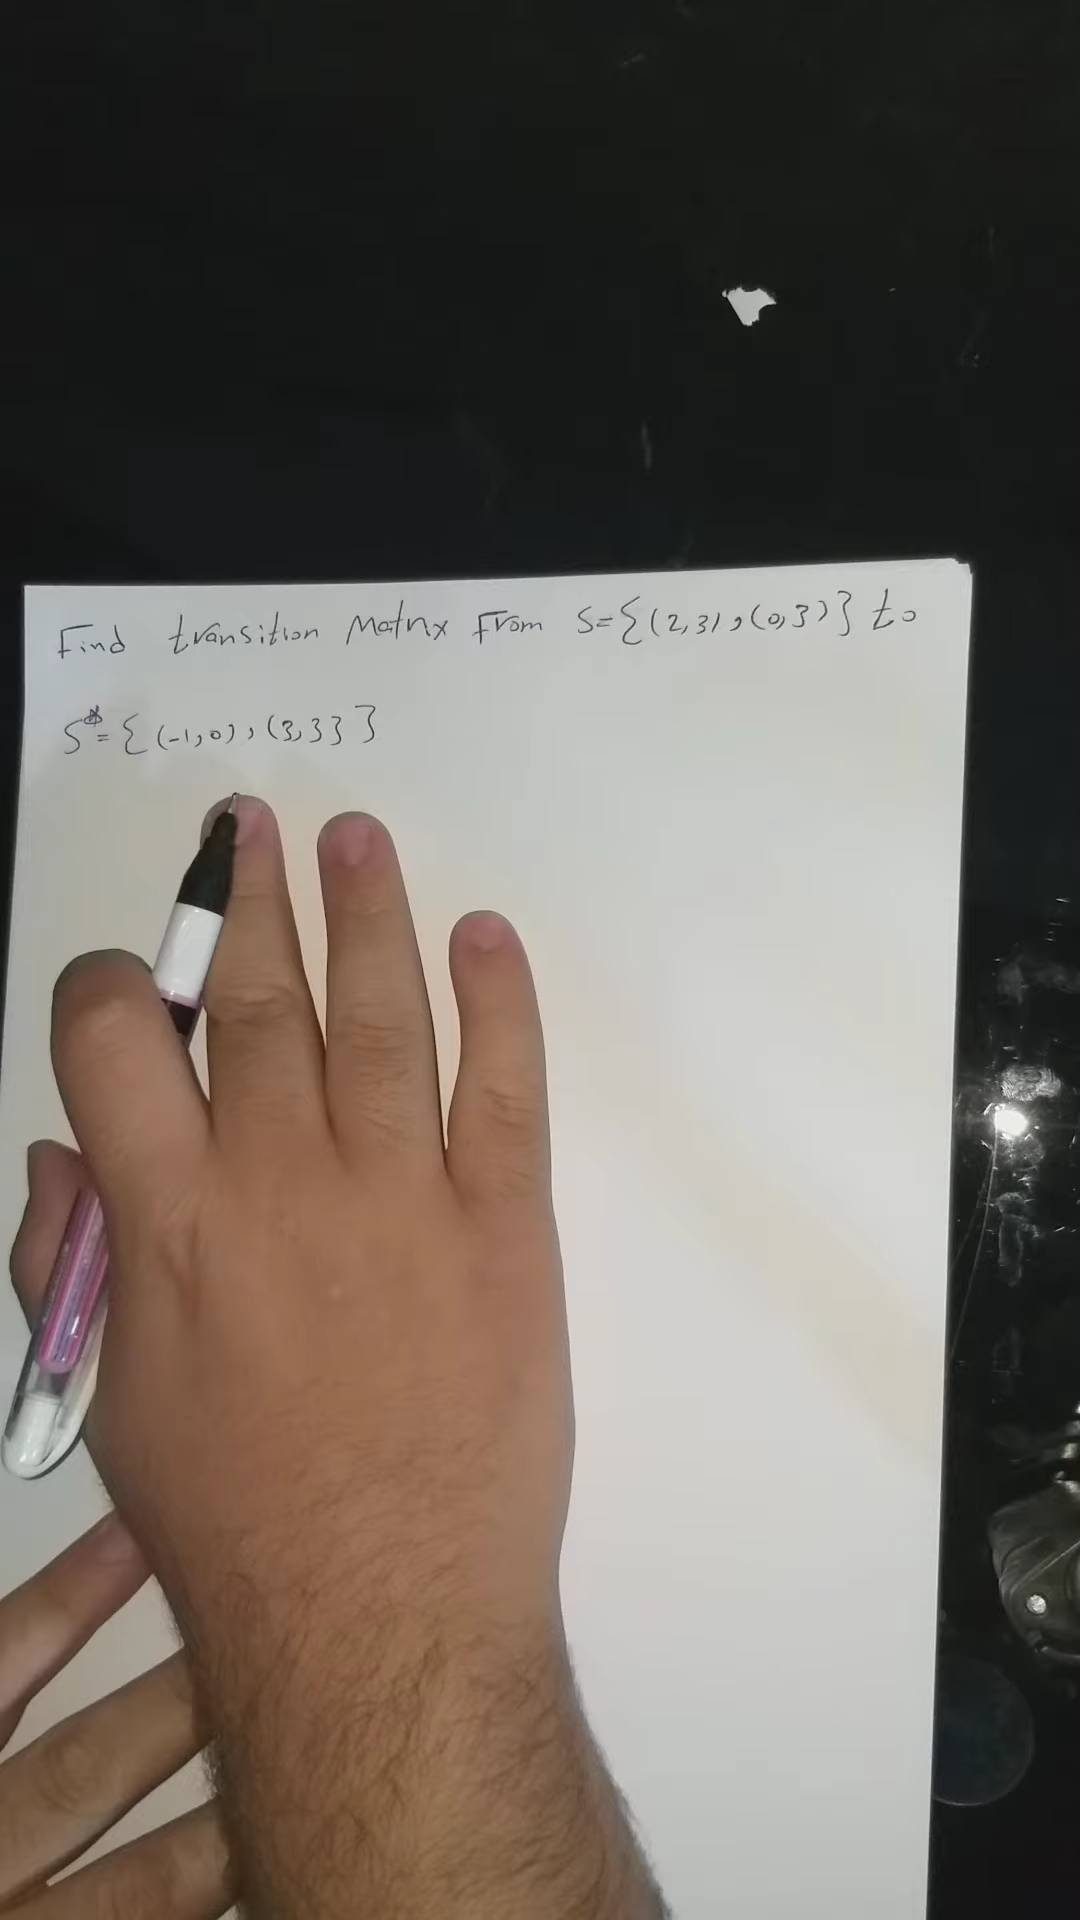 Find transition Matrix From S={(2,3),(0,3)} to
S*={(-1,0),(3,3}}